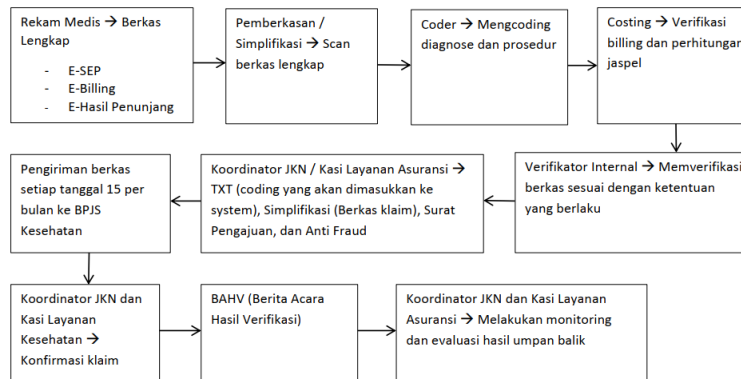 Rekam Medis → Berkas
Lengkap
- E-SEP
- E-Billing
- E-Hasil Penunjang
Pemberkasan /
Simplifikasi → Scan
berkas lengkap
Coder → Mengcoding
diagnose dan prosedur
Costing → Verifikasi
billing dan perhitungan
jaspel
Verifikator Internal → Memverifikasi
berkas sesuai dengan ketentuan
yang berlaku
Koordinator JKN / Kasi Layanan Asuransi →
TXT (coding yang akan dimasukkan ke
system), Simplifikasi (Berkas klaim), Surat
Pengajuan, dan Anti Fraud
Pengiriman berkas
setiap tanggal 15 per
bulan ke BPJS
Kesehatan
Koordinator JKN dan
Kasi Layanan
Kesehatan →
Konfirmasi klaim
BAHV (Berita Acara
Hasil Verifikasi)
Koordinator JKN dan Kasi Layanan
Asuransi → Melakukan monitoring
dan evaluasi hasil umpan balik